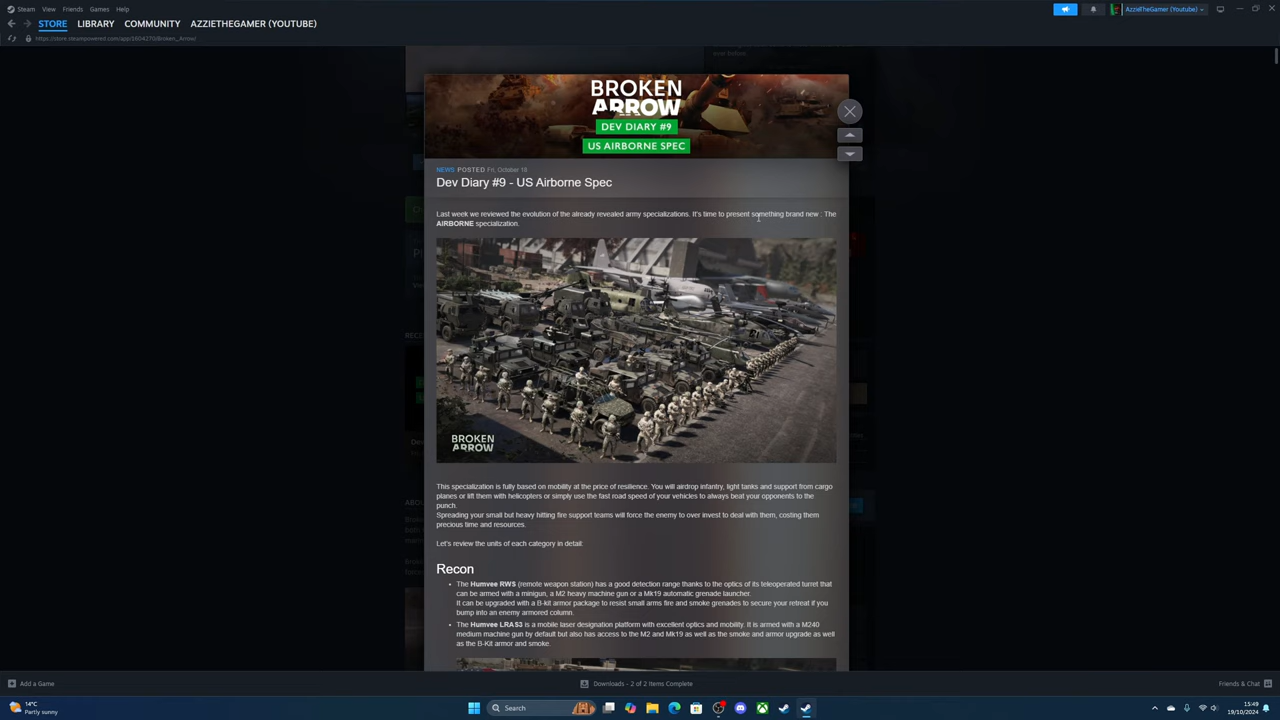 Steam View Friends Games Help
AzzieTheGamer (Youtube)
STORE LIBRARY COMMUNITY AZZIETHEGAMER (YOUTUBE)
https://store.steampowered.com/app/1604270/Broken_Arrow/
BROKEN
ARROW
DEV DIARY #9
US AIRBORNE SPEC
NEWS POSTED Fri, October 18
Dev Diary #9 - US Airborne Spec
Last week we reviewed the evolution of the already revealed army specializations. It's time to present something brand new : The
AIRBORNE specialization.
BROKEN
ARROW
This specialization is fully based on mobility at the price of resilience. You will airdrop infantry, light tanks and support from cargo
planes or lift them with helicopters or simply use the fast road speed of your vehicles to always beat your opponents to the
punch.
Spreading your small but heavy hitting fire support teams will force the enemy to over invest to deal with them, costing them
precious time and resources.
Let's review the units of each category in detail:
Recon
The Humvee RWS (remote weapon station) has a good detection range thanks to the optics of its teleoperated turret that
can be armed with a minigun, a M2 heavy machine gun or a Mk19 automatic grenade launcher.
It can be upgraded with a B-kit armor package to resist small arms fire and smoke grenades to secure your retreat if you
bump into an enemy armored column.
The Humvee LRAS3 is a mobile laser designation platform with excellent optics and mobility. It is armed with a M240
medium machine gun by default but also has access to the M2 and Mk19 as well as the smoke and armor upgrade as well
as the B-Kit armor and smoke.
Add a Game
Downloads - 2 of 2 Items Complete
Friends & Chat
14°C
Partly sunny
Search
15:49
19/10/2024